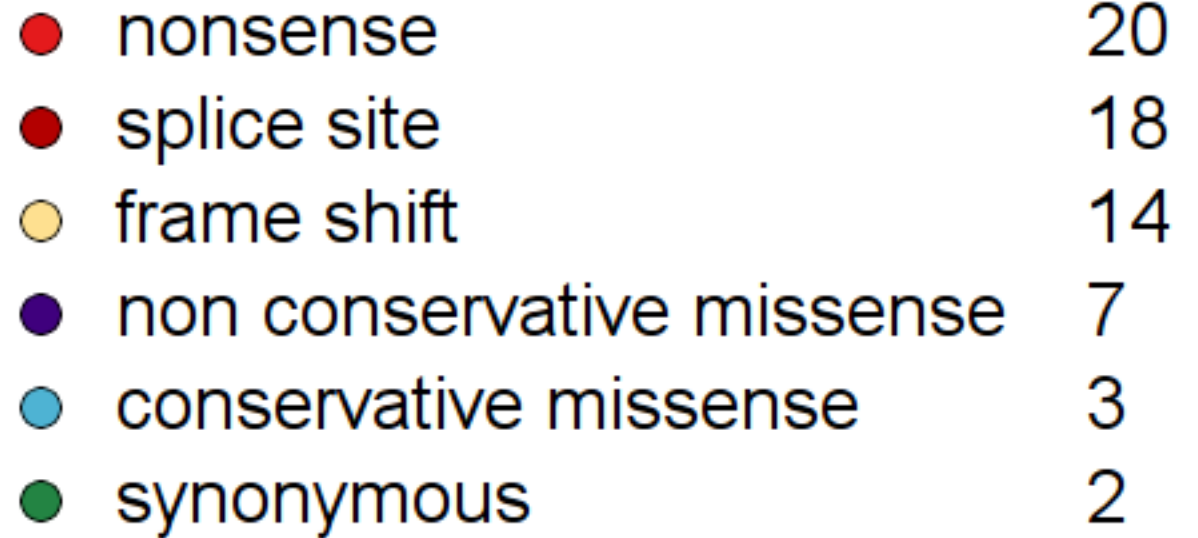 nonsense 20
splice site 18
frame shift 14
non conservative missense 7
conservative missense 3
synonymous 2